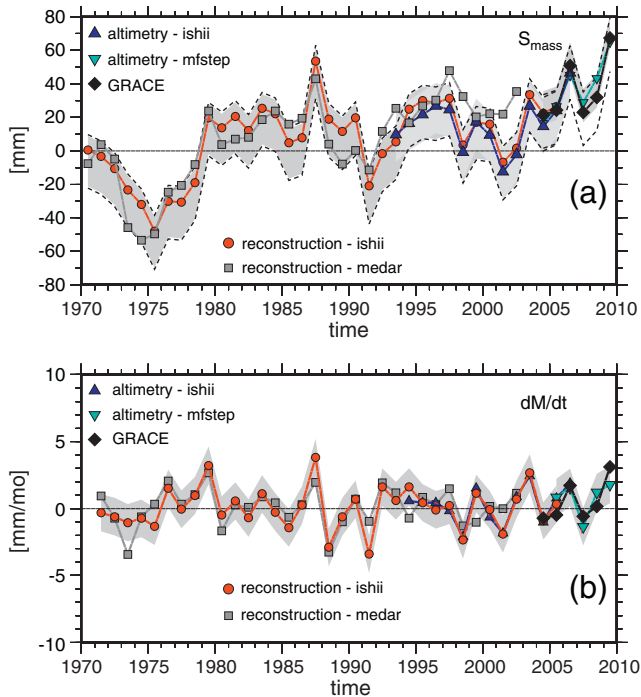 80
60
40
20
0
-20
-40
-60
-80
[mm]
altimetry - ishii
altimetry - mfstep
GRACE
S mass
(a)
reconstruction - ishii
reconstruction - medar
1970 1975 1980 1985 1990 1995 2000 2005 2010
time
10
5
0
-5
-10
[mm/mo]
altimetry - ishii
altimetry - mfstep
GRACE
dM/dt
(b)
reconstruction - ishii
reconstruction - medar
1970 1975 1980 1985 1990 1995 2000 2005 2010
time